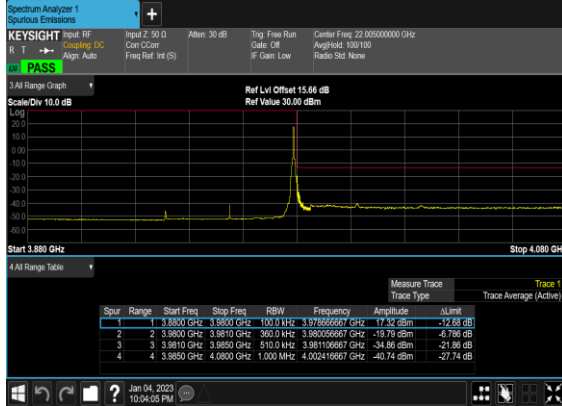 Spectrum Analyzer 1
Spurious Emissions
+
KEYSIGHT Input: RF Input Z: 50 Ω Atten: 30 dB Trig: Free Run Center Freq: 22.005000000 GHz
R T Coupling: DC Corr CCorr Gate: Off Avg|Hold: 100/100
Align: Auto Freq Ref: Int (S) IF Gain: Low Radio Std: None
PASS
3 All Range Graph
Ref Lvl Offset 15.66 dB
Scale/Div 10.0 dB Ref Value 30.00 dBm
Log
20.0
10.0
0.00
-10.0
-20.0
-30.0
-40.0
-50.0
-60.0
Start 3.880 GHz Stop 4.080 GH
4 All Range Table
Measure Trace Trace 1
Trace Type Trace Average (Active)
Spur Range Start Freq Stop Freq RBW Frequency Amplitude ΔLimit
1 1 3.8800 GHz 3.9800 GHz 100.0 kHz 3.978666667 GHz 17.32 dBm -12.68 dB
2 2 3.9800 GHz 3.9810 GHz 360.0 kHz 3.980056667 GHz -19.79 dBm -6.786 dB
3 3 3.9810 GHz 3.9850 GHz 510.0 kHz 3.981106667 GHz -34.86 dBm -21.86 dB
4 4 3.9850 GHz 4.0800 GHz 1.000 MHz 4.002416667 GHz -40.74 dBm -27.74 dB
? Jan 04, 2023
10:04:05 PM